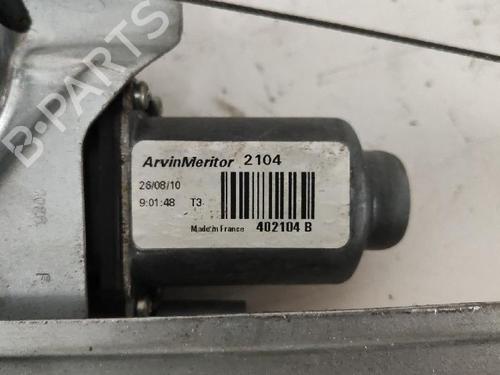 B-PARTS
ArvinMeritor 2104
26/08/10
9:01:48 T3
Made in France 402104 B